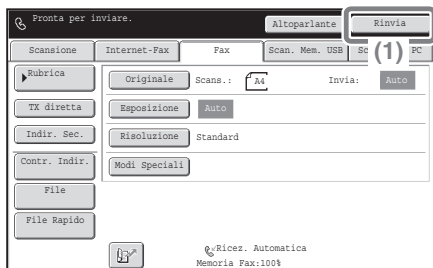 Pronta per inviare.
Altoparlante
Rinvia
Scansione
Internet-Fax
Fax
Scan. Mem. USB
Sc
PC
(1)
Rubrica
Originale
Scans.:
A4
Invia:
Auto
TX diretta
Esposizione
Auto
Indir. Sec.
Risoluzione
Standard
Contr. Indir.
Modi Speciali
File
File Rapido
Ricez. Automatica
Memoria Fax:100%